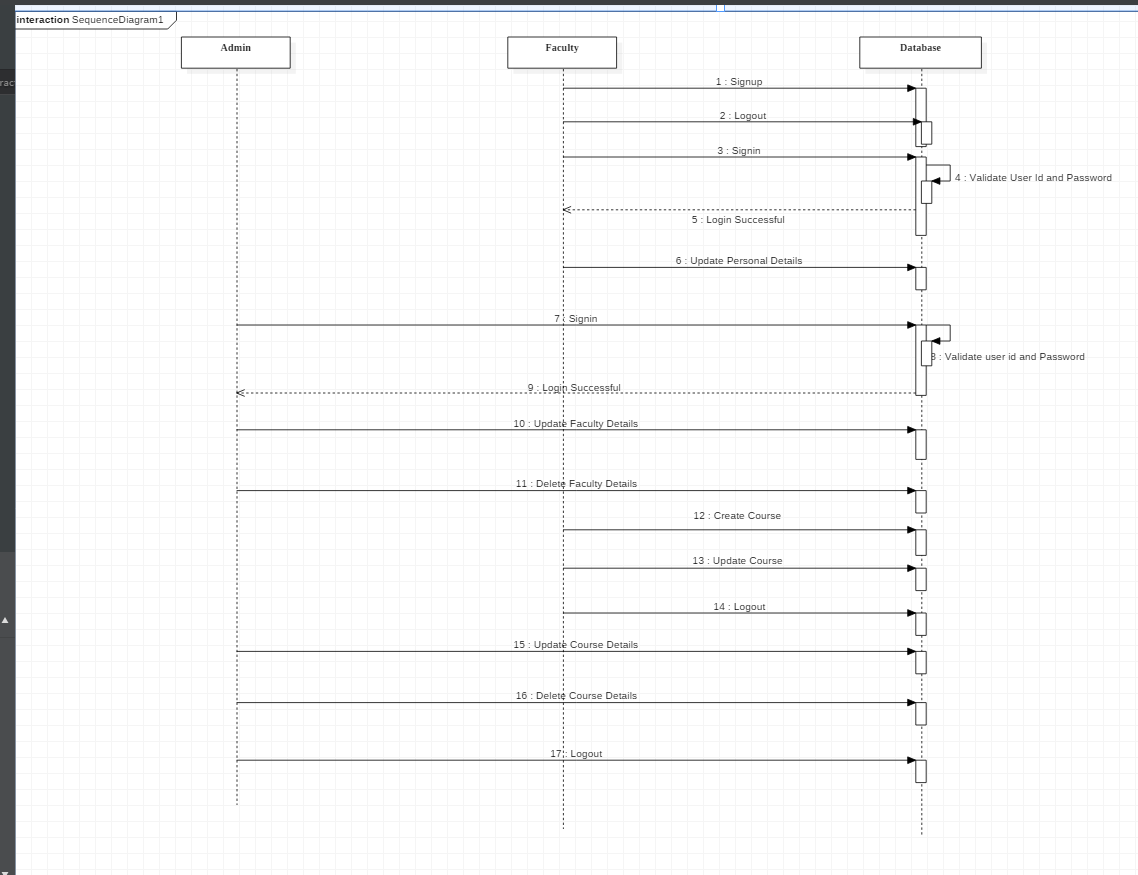 interaction SequenceDiagram1
Admin
Faculty
Database
rac
1 : Signup
2 : Logout
3 : Signin
4 : Validate User Id and Password
5 : Login Successful
6 : Update Personal Details
7 : Signin
8 : Validate user id and Password
9 : Login Successful
10 : Update Faculty Details
11 : Delete Faculty Details
12 : Create Course
13 : Update Course
14 : Logout
15 : Update Course Details
16 : Delete Course Details
17 : Logout